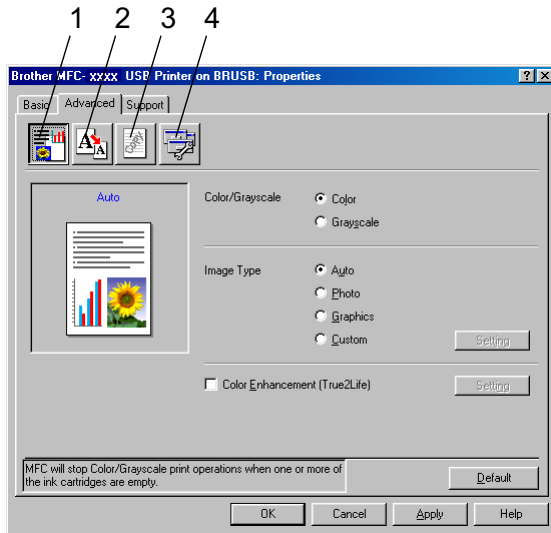 1 2 3 4
Brother MFC- xxxx USB Printer on BRUSB: Properties
Basic Advanced Support
A A COPY
Auto
Color/Grayscale
Color
Grayscale
Image Type
Auto
Photo
Graphics
Custom
Setting
Color Enhancement (True2Life)
Setting
MFC will stop Color/Grayscale print operations when one or more of
the ink cartridges are empty.
Default
OK Cancel Apply Help